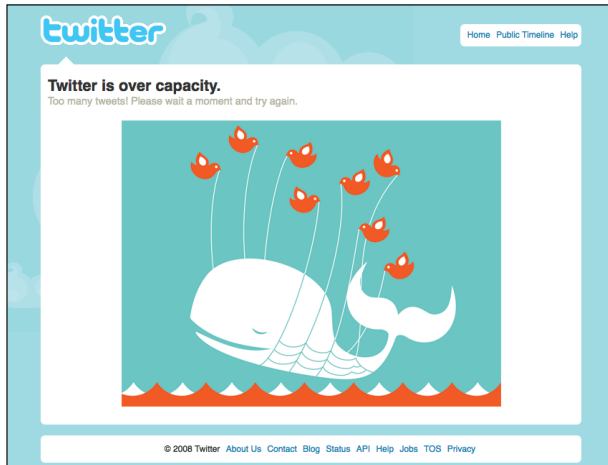 twitter
Home Public Timeline Help
Twitter is over capacity.
Too many tweets! Please wait a moment and try again.
© 2008 Twitter About Us Contact Blog Status API Help Jobs TOS Privacy